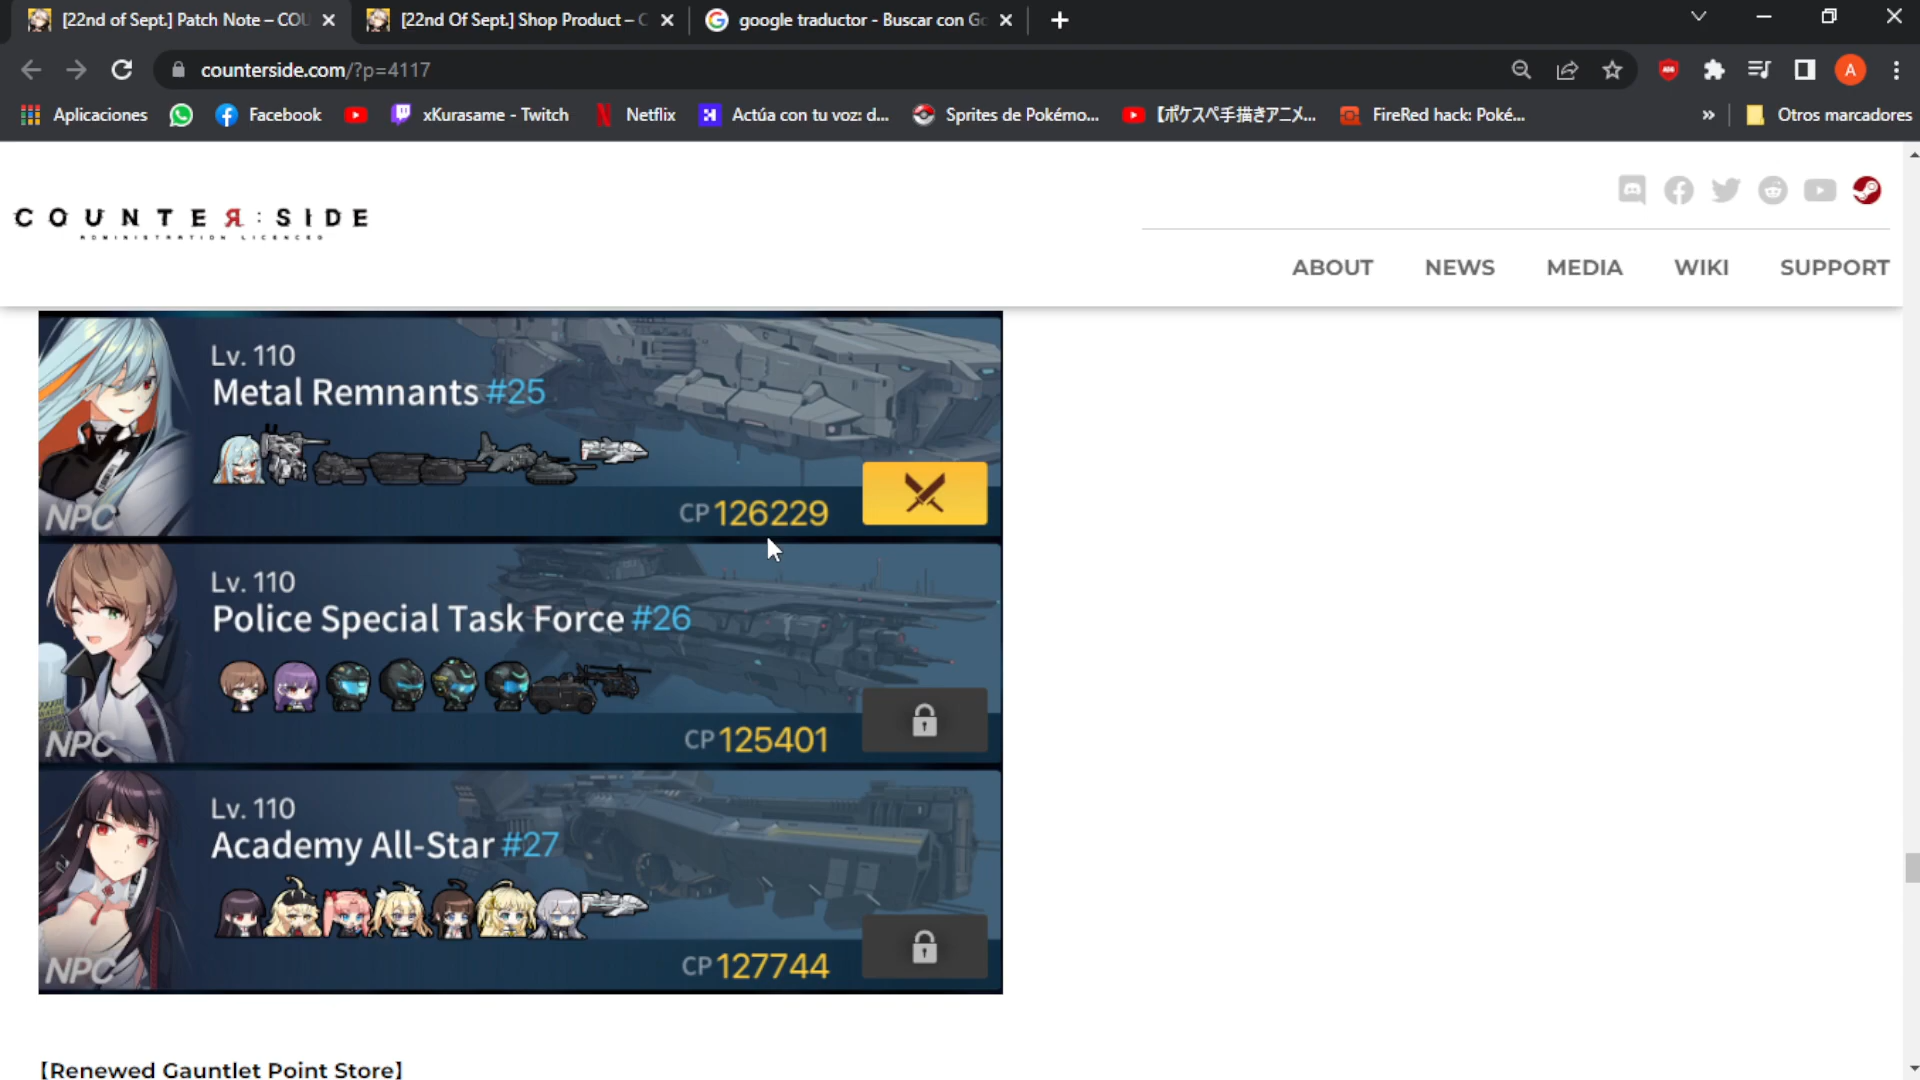 [22nd of Sept.] Patch Note – COU
[22nd Of Sept.] Shop Product – C
google traductor - Buscar con Go
counterside.com/?p=4117
A
Aplicaciones
Facebook
xKurasame - Twitch
Netflix
Actúa con tu voz: d...
Sprites de Pokémo...
【ポケスペ手描きアニメ...
FireRed hack: Poké...
»
Otros marcadores
COUNTER:SIDE
ADMINISTRATION LICENCED
ABOUT
NEWS
MEDIA
WIKI
SUPPORT
Lv. 110
Metal Remnants #25
NPC
CP 126229
Lv. 110
Police Special Task Force #26
NPC
CP 125401
Lv. 110
Academy All-Star #27
NPC
CP 127744
【Renewed Gauntlet Point Store】